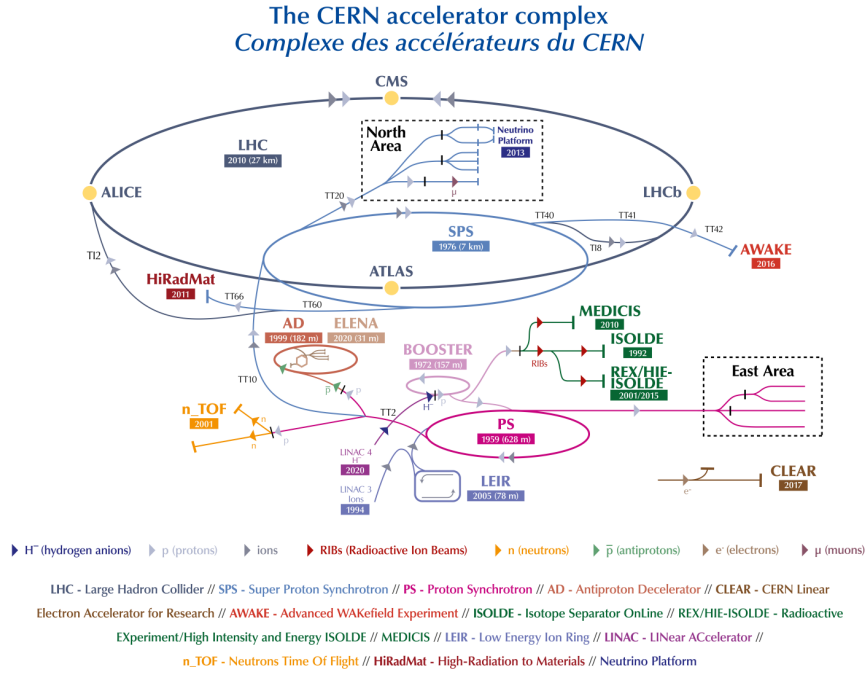 The CERN accelerator complex
Complexe des accélérateurs du CERN
CMS
North
Area
Neutrino
Platform
2013
LHC
2010 (27 km)
μ
TT20
ALICE
LHCb
TT40
TT41
TT42
SPS
1976 (7 km)
TI8
TI2
AWAKE
2016
HiRadMat
2011
ATLAS
TT66
TT60
MEDICIS
2010
AD
1999 (182 m)
ELENA
2020 (31 m)
ISOLDE
1992
BOOSTER
1972 (157 m)
RIBs
REX/HIE-
ISOLDE
2001/2015
East Area
TT10
p̅
p
H⁻
p
n_TOF
2001
n
n
p
TT2
PS
1959 (628 m)
LINAC 4
H⁻
2020
LINAC 3
Ions
1994
LEIR
2005 (78 m)
CLEAR
2017
e⁻
H⁻ (hydrogen anions)
p (protons)
ions
RIBs (Radioactive Ion Beams)
n (neutrons)
p̅ (antiprotons)
e⁻ (electrons)
μ (muons)
LHC - Large Hadron Collider // SPS - Super Proton Synchrotron // PS - Proton Synchrotron // AD - Antiproton Decelerator // CLEAR - CERN Linear
Electron Accelerator for Research // AWAKE - Advanced WAKefield Experiment // ISOLDE - Isotope Separator OnLine // REX/HIE-ISOLDE - Radioactive
EXperiment/High Intensity and Energy ISOLDE // MEDICIS // LEIR - Low Energy Ion Ring // LINAC - LINear ACcelerator //
n_TOF - Neutrons Time Of Flight // HiRadMat - High-Radiation to Materials // Neutrino Platform